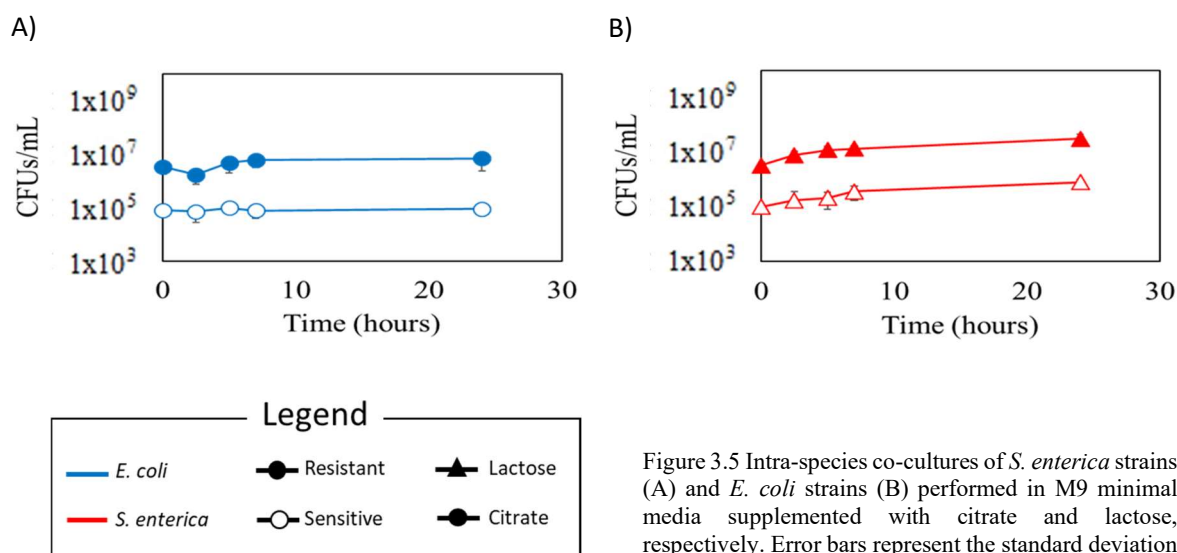 A)
B)
CFUs/mL
1x10⁹
1x10⁷
1x10⁵
1x10³
0 10 20 30
Time (hours)
CFUs/mL
1x10⁹
1x10⁷
1x10⁵
1x10³
0 10 20 30
Time (hours)
Legend
E. coli Resistant Lactose
S. enterica Sensitive Citrate
Figure 3.5 Intra-species co-cultures of S. enterica strains
(A) and E. coli strains (B) performed in M9 minimal
media supplemented with citrate and lactose,
respectively. Error bars represent the standard deviation